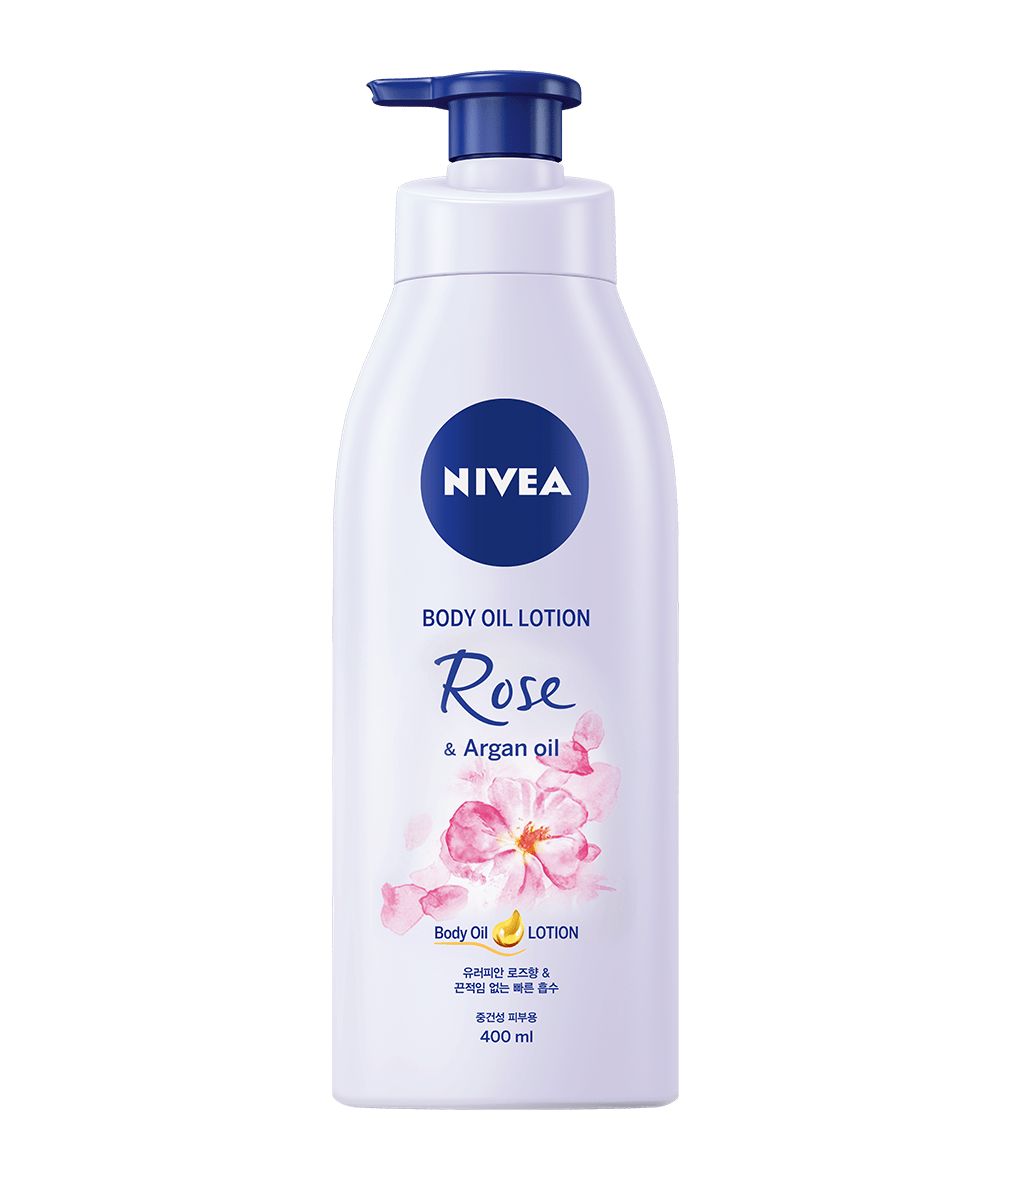 NIVEA
BODY OIL LOTION
Rose
& Argan oil
Body Oil LOTION
유러피안 로즈향 &
끈적임 없는 빠른 흡수
중건성 피부용
400 ml